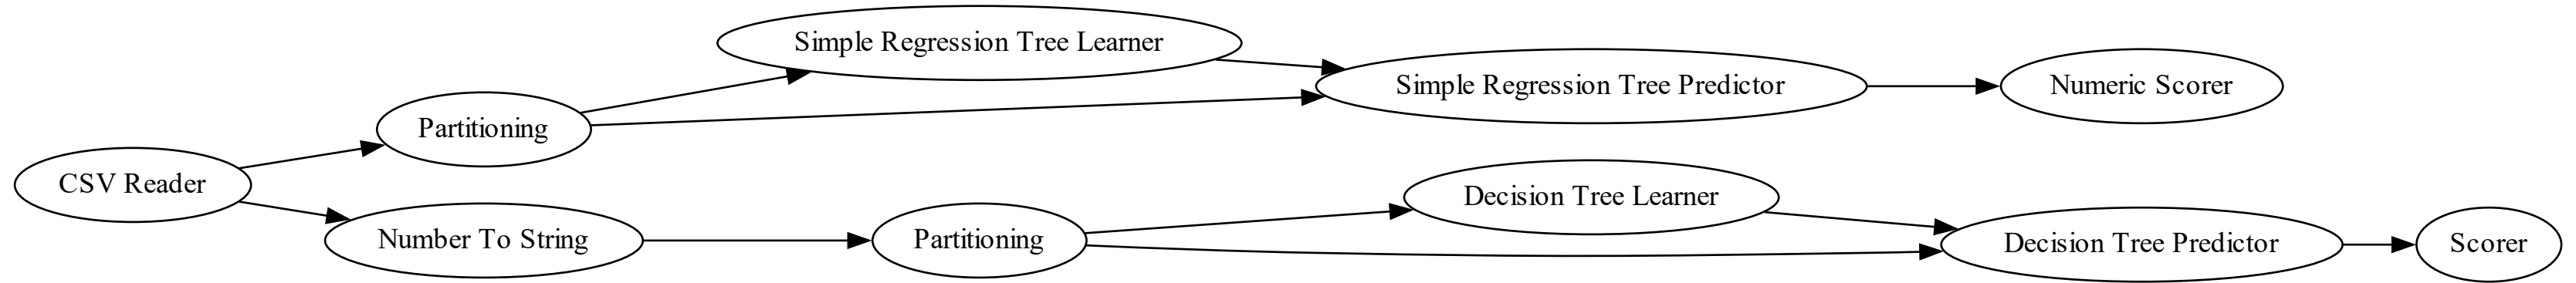 Simple Regression Tree Learner
Simple Regression Tree Predictor
Numeric Scorer
Partitioning
CSV Reader
Number To String
Partitioning
Decision Tree Learner
Decision Tree Predictor
Scorer